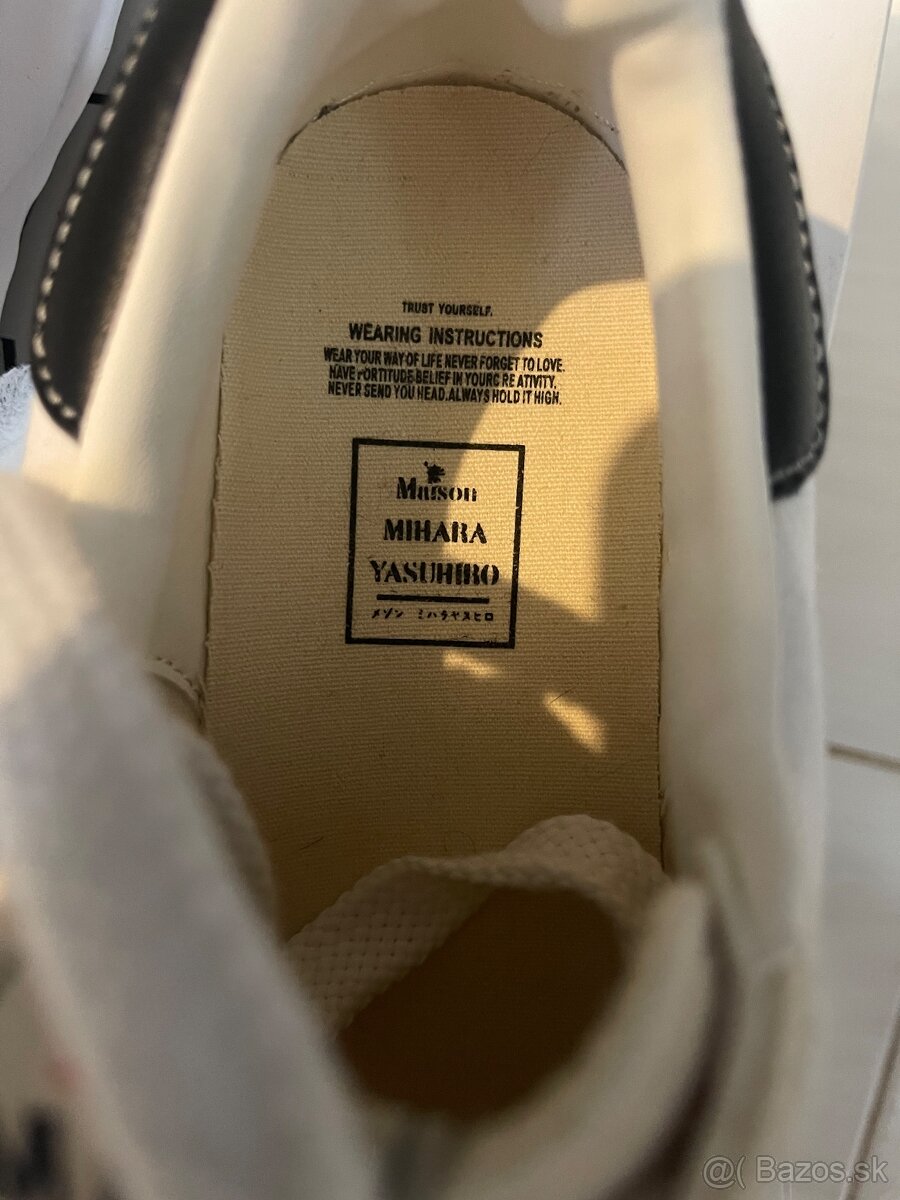 TRUST YOURSELF.
WEARING INSTRUCTIONS
WEAR YOUR WAY OF LIFE NEVER FORGET TO LOVE.
HAVE FORTITUDE BELIEF IN YOURC RE ATIVITY.
NEVER SEND YOU HEAD.ALWAYS HOLD IT HIGH.
Maison
MIHARA
YASUHIRO
メゾン ミハラヤスヒロ
@( Bazos.sk